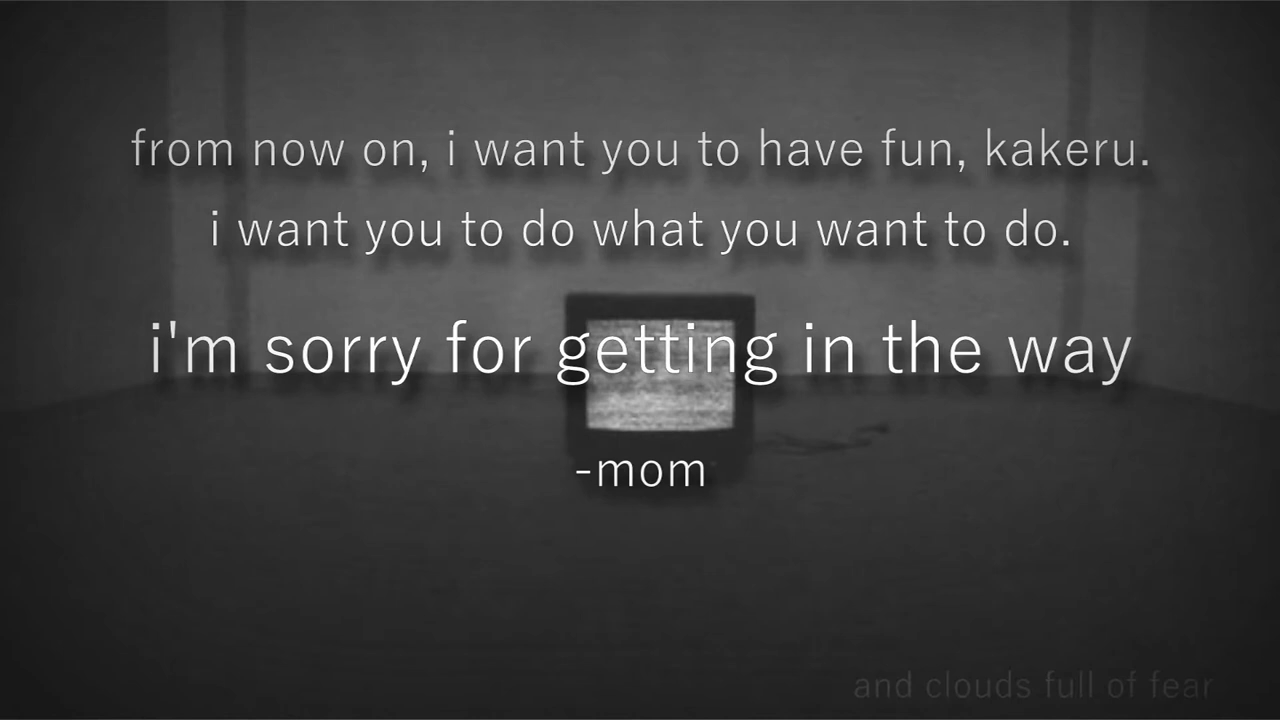 from now on, i want you to have fun, kakeru.
i want you to do what you want to do.
i'm sorry for getting in the way
-mom
and clouds full of fear